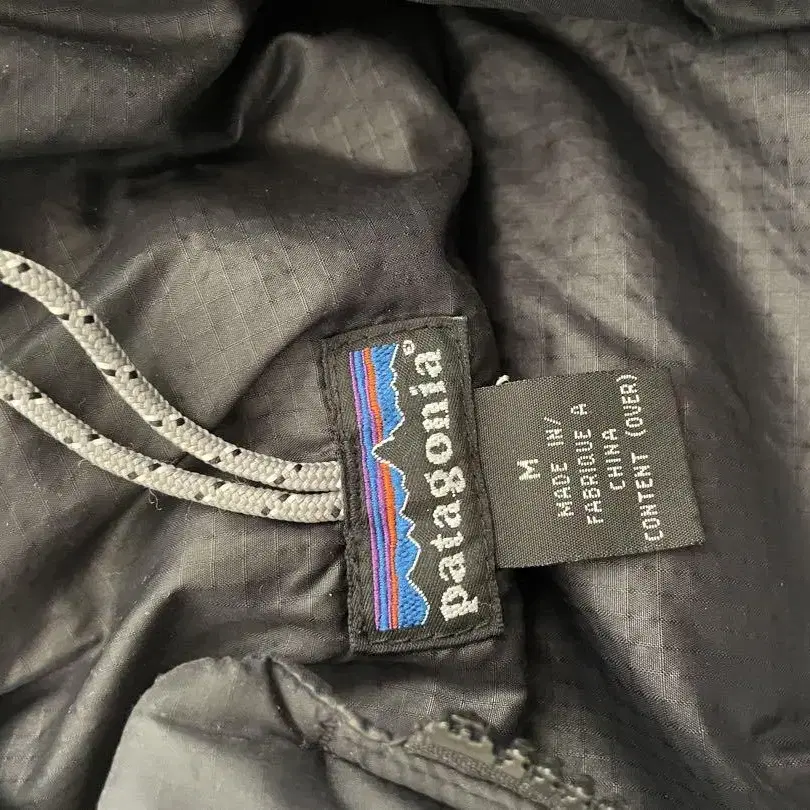 patagonia®
M
MADE IN/
FABRIQUE A
CHINA
CONTENT (OVER)